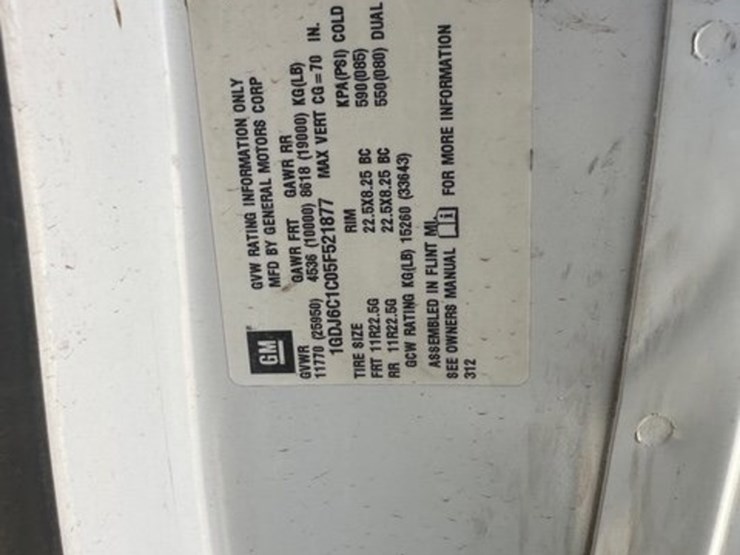 GM
GVW RATING INFORMATION ONLY
MFD BY GENERAL MOTORS CORP
GVWR GAWR FRT GAWR RR
11770 (25950) 4536 (10000) 8618 (19000) KG(LB)
1GDJ6C1C05F521877 MAX VERT CG=70 IN.
TIRE SIZE RIM KPA(PSI) COLD
FRT 11R22.5G 22.5X8.25 BC 590(085)
RR 11R22.5G 22.5X8.25 BC 550(080) DUAL
GCW RATING KG(LB) 15260 (33643)
ASSEMBLED IN FLINT MI.
SEE OWNERS MANUAL i FOR MORE INFORMATION
312